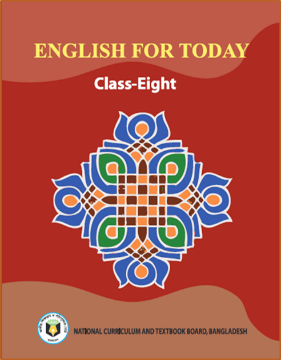 ENGLISH FOR TODAY
Class-Eight
NATIONAL CURRICULUM AND TEXTBOOK BOARD, BANGLADESH